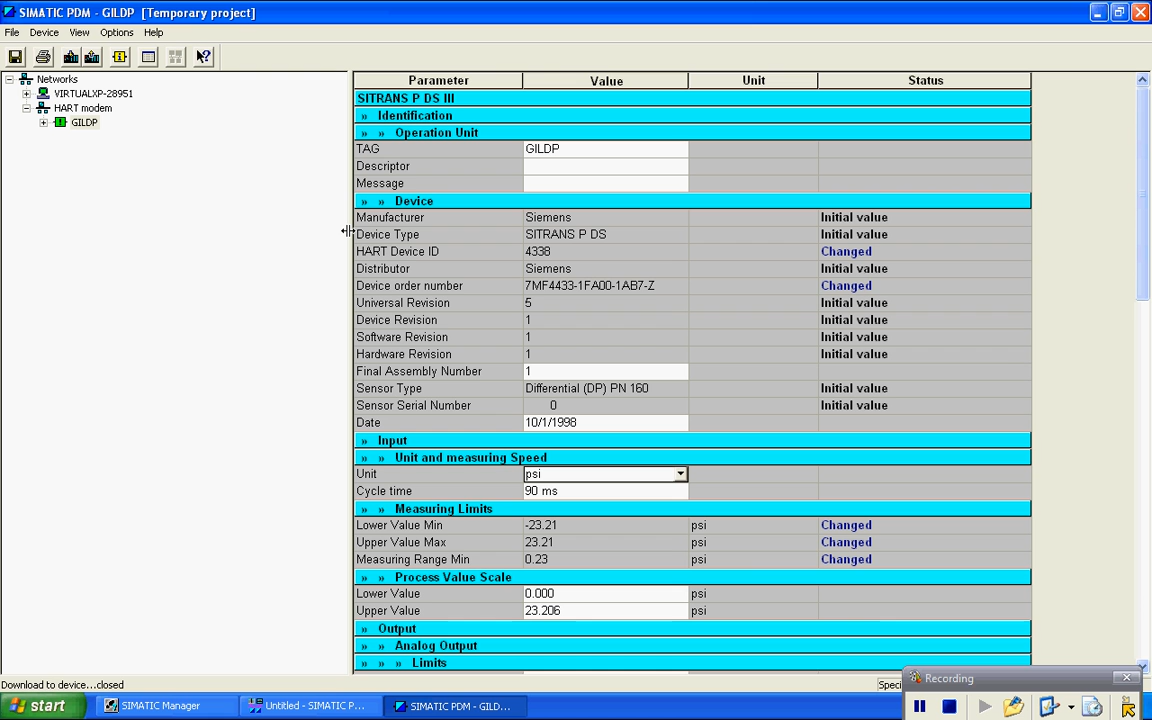 SIMATIC PDM - GILDP [Temporary project]
File Device View Options Help
Networks
VIRTUALXP-28951
HART modem
GILDP
Parameter Value Unit Status
SITRANS P DS III
» Identification
» » Operation Unit
TAG GILDP
Descriptor
Message
» » Device
Manufacturer Siemens Initial value
Device Type SITRANS P DS Initial value
HART Device ID 4338 Changed
Distributor Siemens Initial value
Device order number 7MF4433-1FA00-1AB7-Z Changed
Universal Revision 5 Initial value
Device Revision 1 Initial value
Software Revision 1 Initial value
Hardware Revision 1 Initial value
Final Assembly Number 1
Sensor Type Differential (DP) PN 160 Initial value
Sensor Serial Number 0 Initial value
Date 10/1/1998
» Input
» » Unit and measuring Speed
Unit psi
Cycle time 90 ms
» » Measuring Limits
Lower Value Min -23.21 psi Changed
Upper Value Max 23.21 psi Changed
Measuring Range Min 0.23 psi Changed
» » Process Value Scale
Lower Value 0.000 psi
Upper Value 23.206 psi
» Output
» » Analog Output
» » » Limits
Download to device...closed Speci
Recording
start SIMATIC Manager Untitled - SIMATIC P... SIMATIC PDM - GILD...